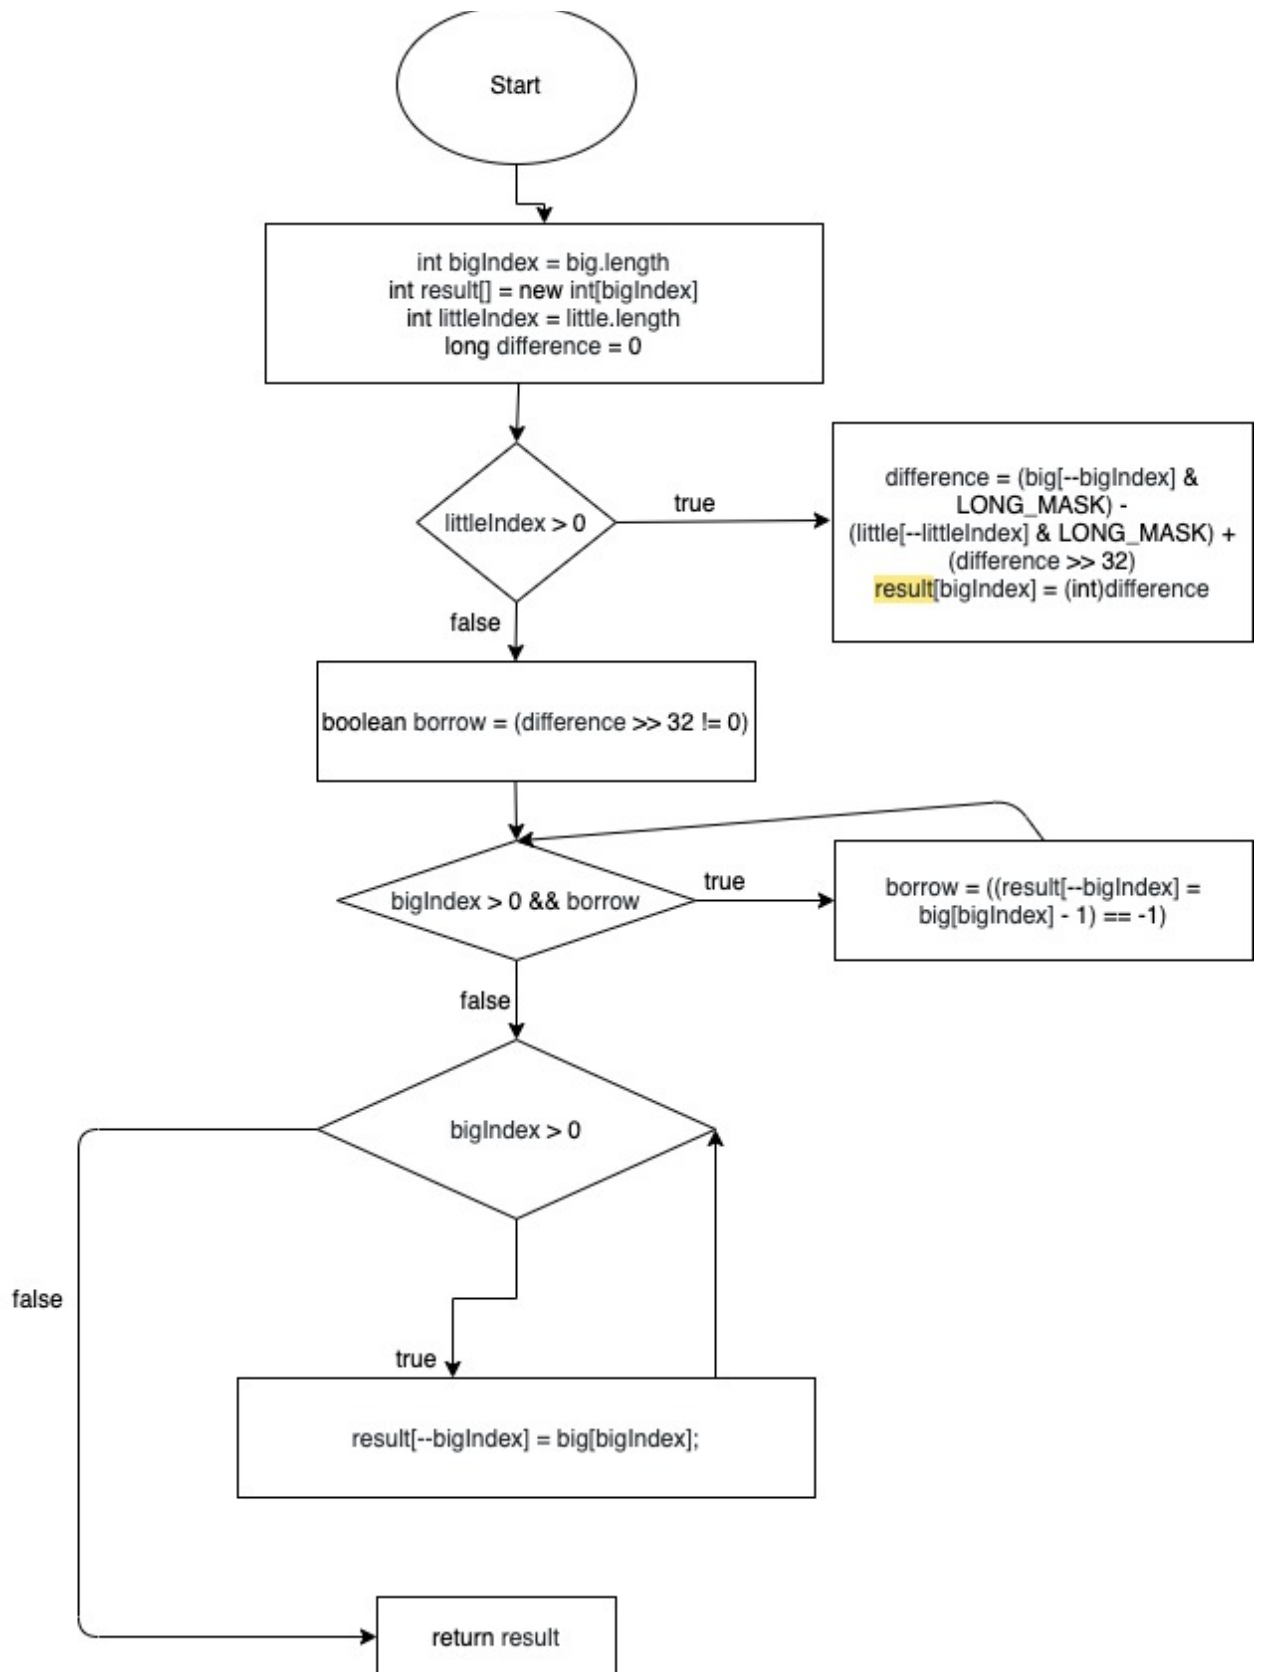 Start
int bigIndex = big.length
int result[] = new int[bigIndex]
int littleIndex = little.length
long difference = 0
littleIndex > 0
true
difference = (big[--bigIndex] &
LONG_MASK) -
(little[--littleIndex] & LONG_MASK) +
(difference >> 32)
result[bigIndex] = (int)difference
false
boolean borrow = (difference >> 32 != 0)
bigIndex > 0 && borrow
true
borrow = ((result[--bigIndex] =
big[bigIndex] - 1) == -1)
false
bigIndex > 0
false
true
result[--bigIndex] = big[bigIndex];
return result